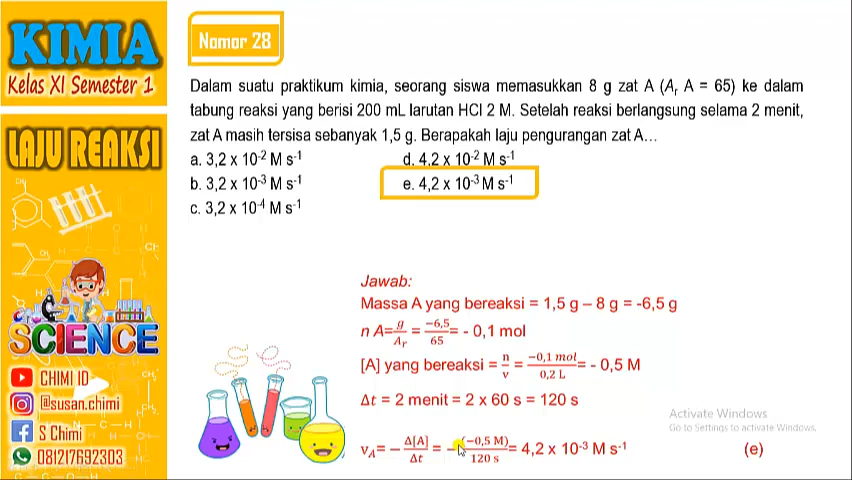 KIMIA
Kelas XI Semester 1
LAJU REAKSI
SCIENCE
CHIMI ID
@susan.chimi
S Chimi
081217692303
Nomor 28
Dalam suatu praktikum kimia, seorang siswa memasukkan 8 g zat A (Aᵣ A = 65) ke dalam
tabung reaksi yang berisi 200 mL larutan HCl 2 M. Setelah reaksi berlangsung selama 2 menit,
zat A masih tersisa sebanyak 1,5 g. Berapakah laju pengurangan zat A…
a. 3,2 x 10⁻² M s⁻¹
b. 3,2 x 10⁻³ M s⁻¹
c. 3,2 x 10⁻⁴ M s⁻¹
d. 4,2 x 10⁻² M s⁻¹
e. 4,2 x 10⁻³ M s⁻¹
Jawab:
Massa A yang bereaksi = 1,5 g – 8 g = -6,5 g
n A= g/Aᵣ = −6,5/65 = - 0,1 mol
[A] yang bereaksi = n/v = −0,1 mol/0,2 L = - 0,5 M
Δt = 2 menit = 2 x 60 s = 120 s
v_A= − Δ[A]/Δt = − (−0,5 M)/120 s = 4,2 x 10⁻³ M s⁻¹ (e)
Activate Windows
Go to Settings to activate Windows.